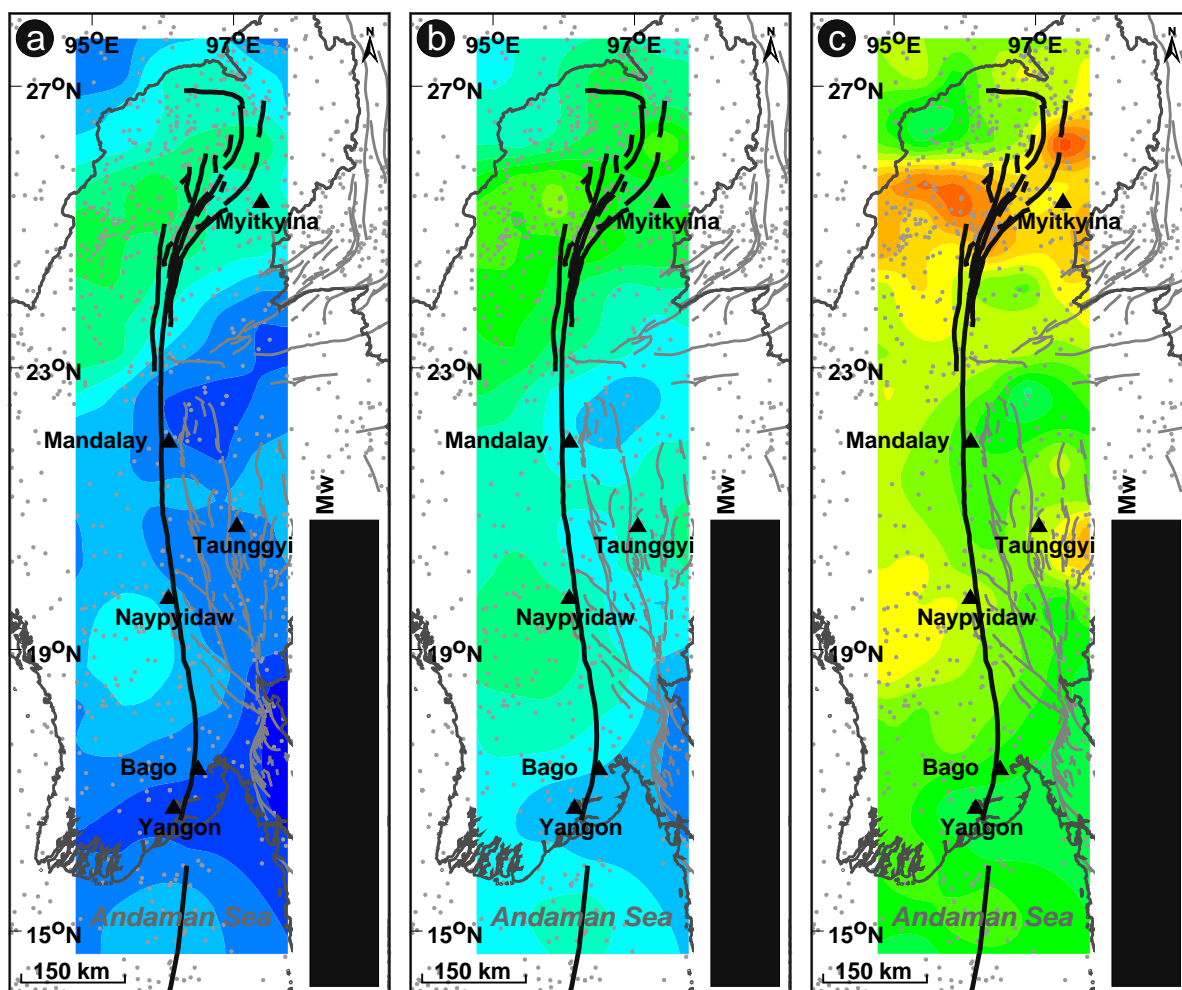 a
95°E 97°E
N
27°N
Myitkyina
23°N
Mandalay
Mw
Taunggyi
Naypyidaw
19°N
Bago
Yangon
Andaman Sea
15°N
150 km
b
95°E 97°E
N
27°N
Myitkyina
23°N
Mandalay
Mw
Taunggyi
Naypyidaw
19°N
Bago
Yangon
Andaman Sea
15°N
150 km
c
95°E 97°E
N
27°N
Myitkyina
23°N
Mandalay
Mw
Taunggyi
Naypyidaw
19°N
Bago
Yangon
Andaman Sea
15°N
150 km